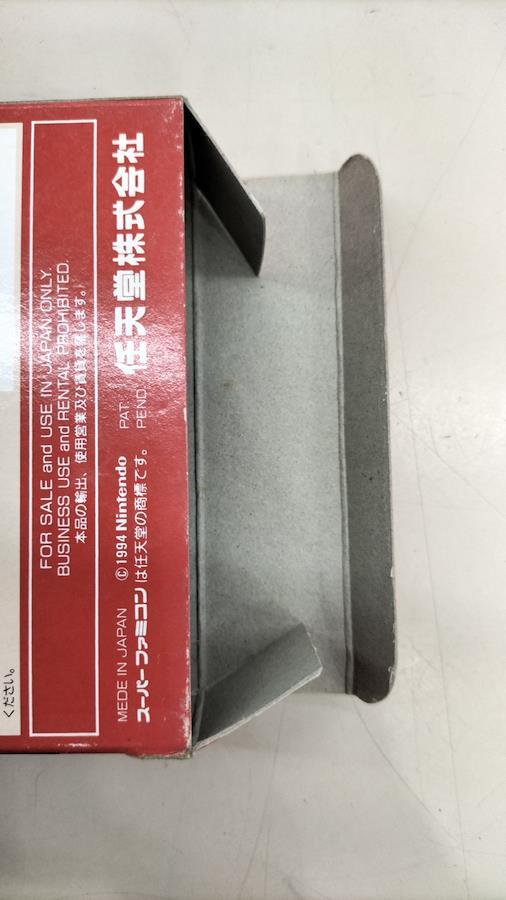 ください。
FOR SALE and USE IN JAPAN ONLY.
BUSINESS USE and RENTAL PROHIBITED.
本品の輸出、使用営業及び賃貸を禁じます。
MEDE IN JAPAN ©1994 Nintendo PAT. PEND. 任天堂株式会社
スーパーファミコンは任天堂の商標です。